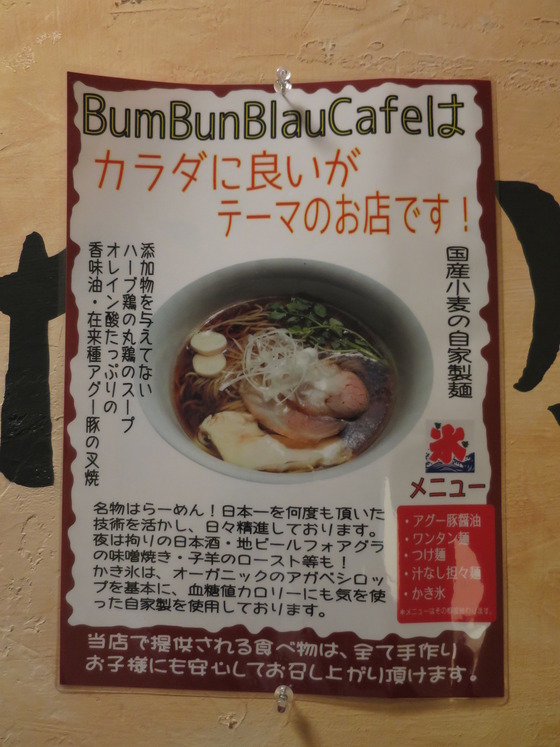 BumBunBlauCafeは
カラダに良いが
テーマのお店です！
国産小麦の自家製麺
添加物を与えてない
ハーブ鶏の丸鶏のスープ
オレイン酸たっぷりの
香味油・在来種アグー豚の叉焼
氷
メニュー
・アグー豚醤油
・ワンタン麺
・つけ麺
・汁なし担々麺
・かき氷
名物はらーめん！日本一を何度も頂いた
技術を活かし、日々精進しております。
夜は拘りの日本酒・地ビールフォアグラ
の味噌焼き・子羊のロースト等も！
かき氷は、オーガニックのアガベシロッ
プを基本に、血糖値カロリーにも気を使
った自家製を使用しております。
当店で提供される食べ物は、全て手作り
お子様にも安心してお召し上がり頂けます。